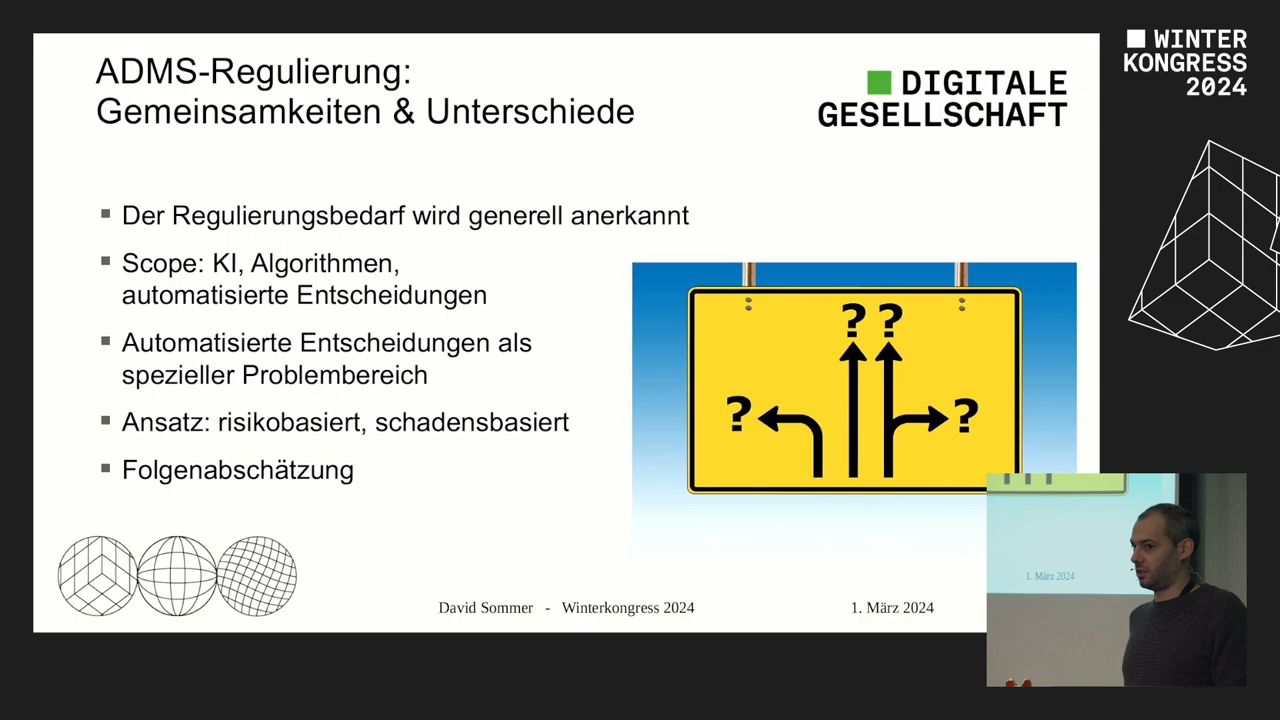 ADMS-Regulierung:
Gemeinsamkeiten & Unterschiede
DIGITALE
GESELLSCHAFT
WINTER
KONGRESS
2024
Der Regulierungsbedarf wird generell anerkannt
Scope: KI, Algorithmen,
automatisierte Entscheidungen
Automatisierte Entscheidungen als
spezieller Problembereich
Ansatz: risikobasiert, schadensbasiert
Folgenabschätzung
? ?
? ?
David Sommer - Winterkongress 2024
1. März 2024
1. März 2024